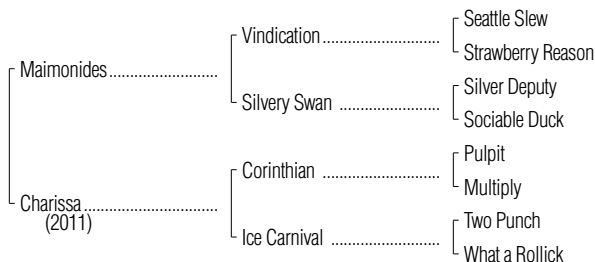 Seattle Slew
Vindication..............................
Strawberry Reason
Maimonides...........................
Silver Deputy
Silvery Swan .........................
Sociable Duck
Pulpit
Corinthian .............................
Multiply
Charissa.................................
(2011)
Two Punch
Ice Carnival ...........................
What a Rollick